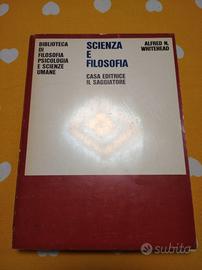 BIBLIOTECA
DI
FILOSOFIA
PSICOLOGIA
E SCIENZE
UMANE
SCIENZA
E
FILOSOFIA
CASA EDITRICE
IL SAGGIATORE
ALFRED N.
WHITEHEAD
subito